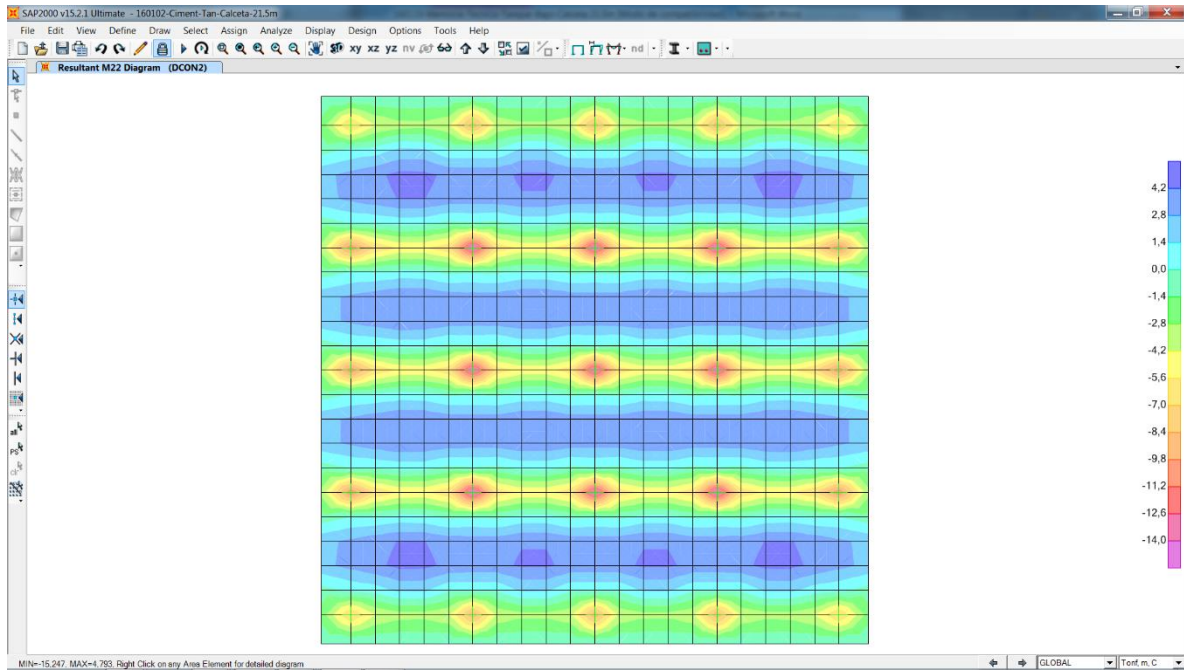 SAP2000 v15.2.1 Ultimate - 160102-Ciment-Tan-Calceta-21.5m
File Edit View Define Draw Select Assign Analyze Display Design Options Tools Help
xy xz yz nv nd
Resultant M22 Diagram (DCON2)
4,2
2,8
1,4
0,0
-1,4
-2,8
-4,2
-5,6
-7,0
-8,4
-9,8
-11,2
-12,6
-14,0
all
PS
clr
MIN=-15.247, MAX=4.793, Right Click on any Area Element for detailed diagram
GLOBAL
Tonf, m, C